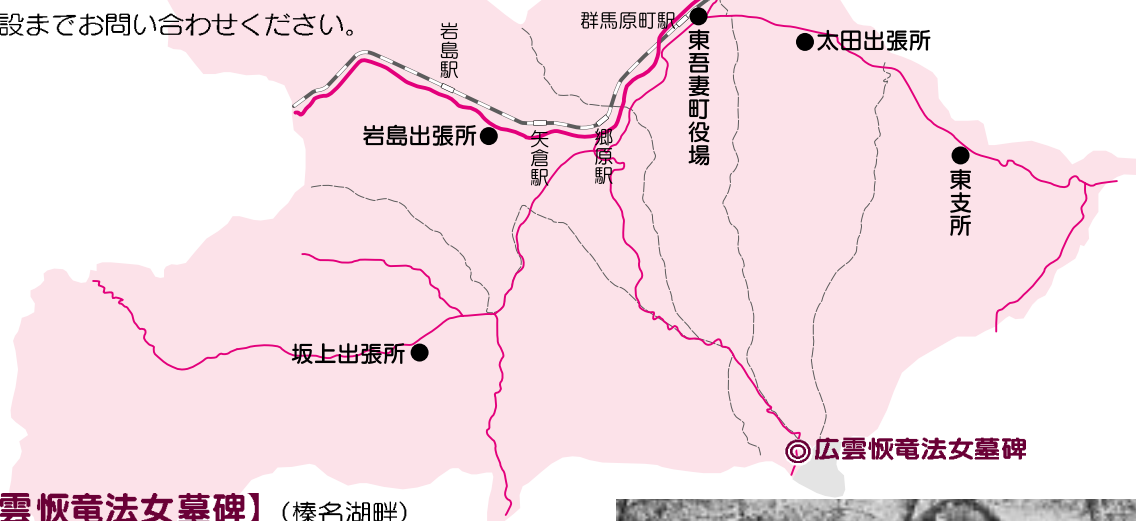 設までお問い合わせください。
群馬原町駅
岩島駅
東吾妻町役場
太田出張所
岩島出張所
矢倉駅
郷原駅
東支所
坂上出張所
広雲恢竜法女墓碑
雲恢竜法女墓碑】(榛名湖畔)